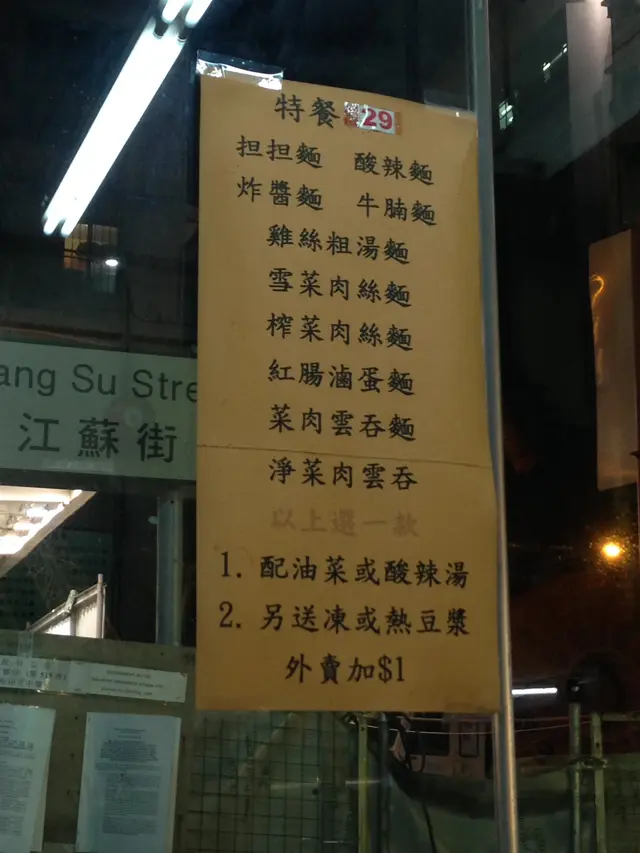 特餐 29
担担麵 酸辣麵
炸醬麵 牛腩麵
雞絲粗湯麵
雪菜肉絲麵
榨菜肉絲麵
紅腸滷蛋麵
菜肉雲吞麵
淨菜肉雲吞
以上選一款
1. 配油菜或酸辣湯
2. 另送凍或熱豆漿
外賣加$1
ang Su Stre
江蘇街